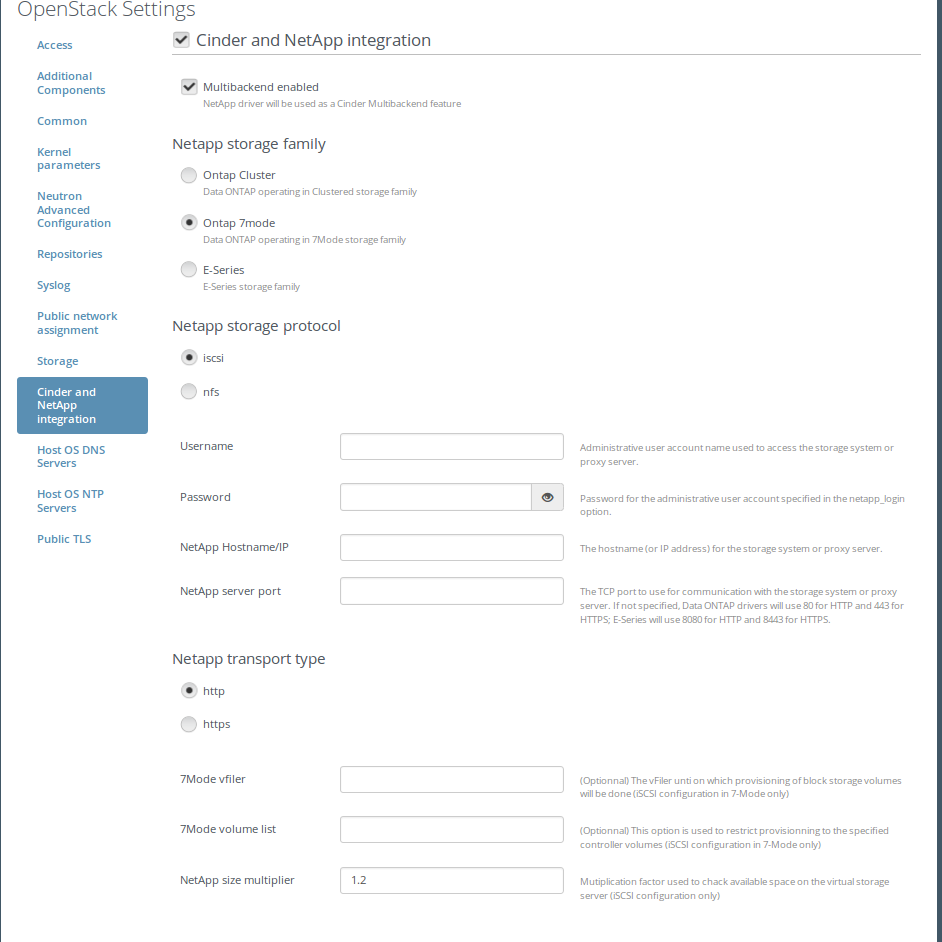 OpenStack Settings
Access
Additional
Components
Common
Kernel
parameters
Neutron
Advanced
Configuration
Repositories
Syslog
Public network
assignment
Storage
Cinder and
NetApp
integration
Host OS DNS
Servers
Host OS NTP
Servers
Public TLS
Cinder and NetApp integration
Multibackend enabled
NetApp driver will be used as a Cinder Multibackend feature
Netapp storage family
Ontap Cluster
Data ONTAP operating in Clustered storage family
Ontap 7mode
Data ONTAP operating in 7Mode storage family
E-Series
E-Series storage family
Netapp storage protocol
iscsi
nfs
Username
Administrative user account name used to access the storage system or
proxy server.
Password
Password for the administrative user account specified in the netapp_login
option.
NetApp Hostname/IP
The hostname (or IP address) for the storage system or proxy server.
NetApp server port
The TCP port to use for communication with the storage system or proxy
server. If not specified, Data ONTAP drivers will use 80 for HTTP and 443 for
HTTPS; E-Series will use 8080 for HTTP and 8443 for HTTPS.
Netapp transport type
http
https
7Mode vfiler
(Optionnal) The vFiler unti on which provisioning of block storage volumes
will be done (iSCSI configuration in 7-Mode only)
7Mode volume list
(Optionnal) This option is used to restrict provisionning to the specified
controller volumes (iSCSI configuration in 7-Mode only)
NetApp size multiplier
1.2
Mutiplication factor used to chack available space on the virtual storage
server (iSCSI configuration only)